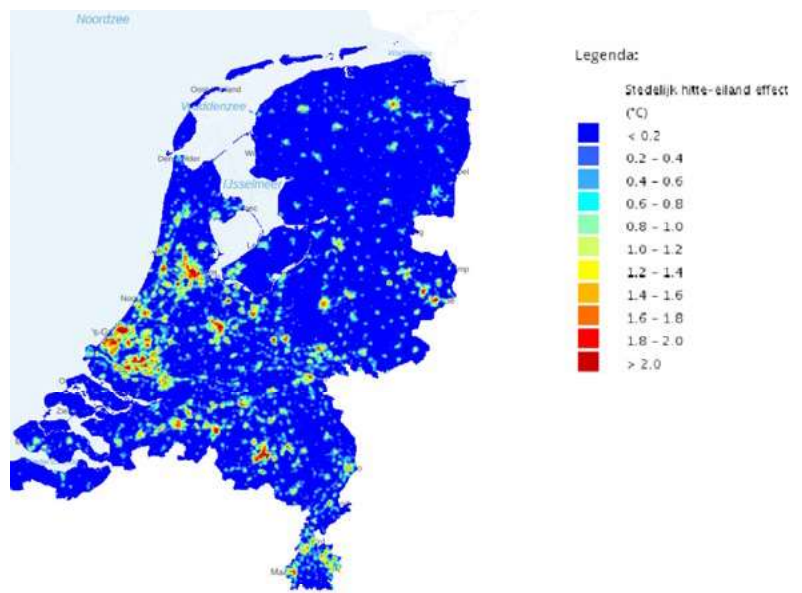 Noordzee
Waddenzee
IJsselmeer
Legenda:
Stedelijk hitte-eiland effect
(°C)
< 0.2
0.2 – 0.4
0.4 – 0.6
0.6 – 0.8
0.8 – 1.0
1.0 – 1.2
1.2 – 1.4
1.4 – 1.6
1.6 – 1.8
1.8 – 2.0
> 2.0